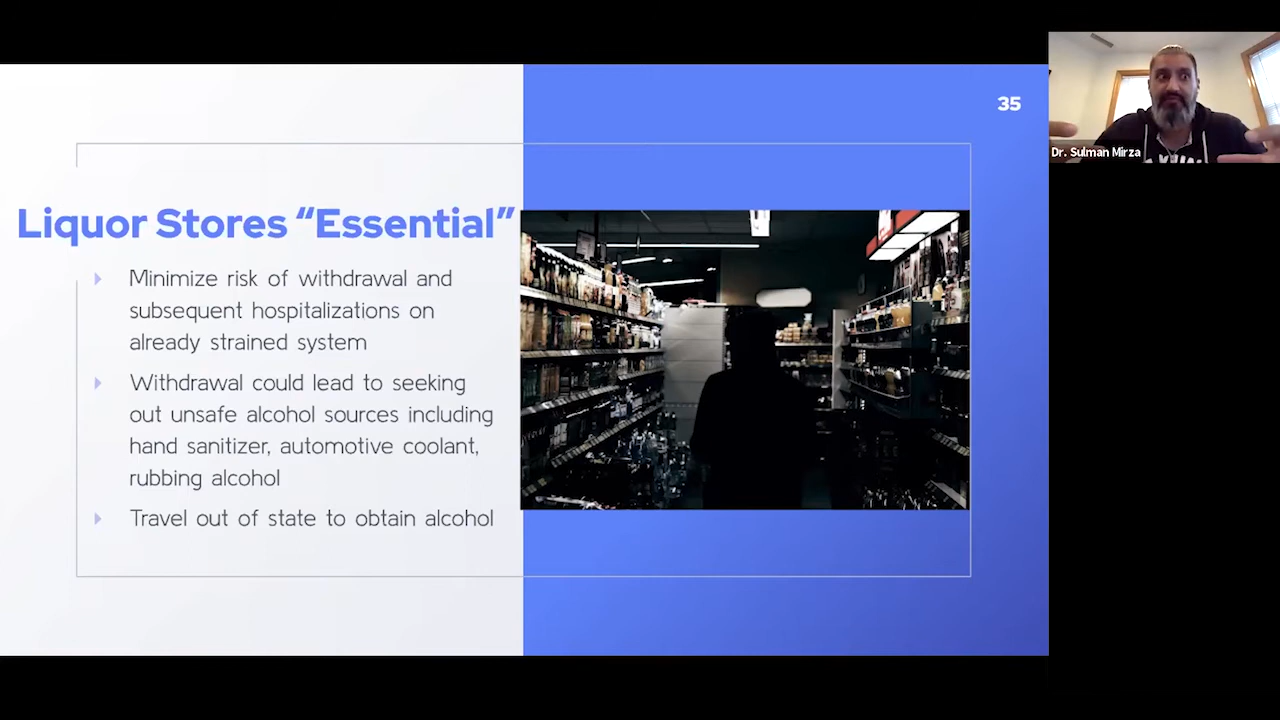 35
Liquor Stores “Essential”
Minimize risk of withdrawal and
subsequent hospitalizations on
already strained system
Withdrawal could lead to seeking
out unsafe alcohol sources including
hand sanitizer, automotive coolant,
rubbing alcohol
Travel out of state to obtain alcohol
Dr. Sulman Mirza